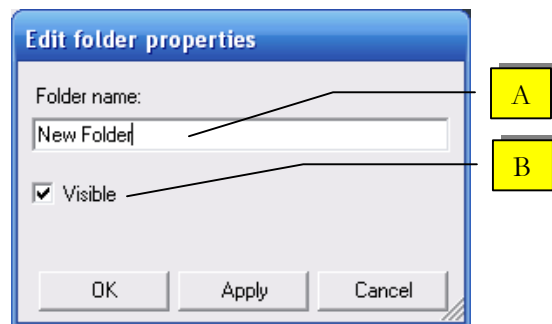 Edit folder properties
Folder name:
A
New Folder
B
Visible
OK Apply Cancel